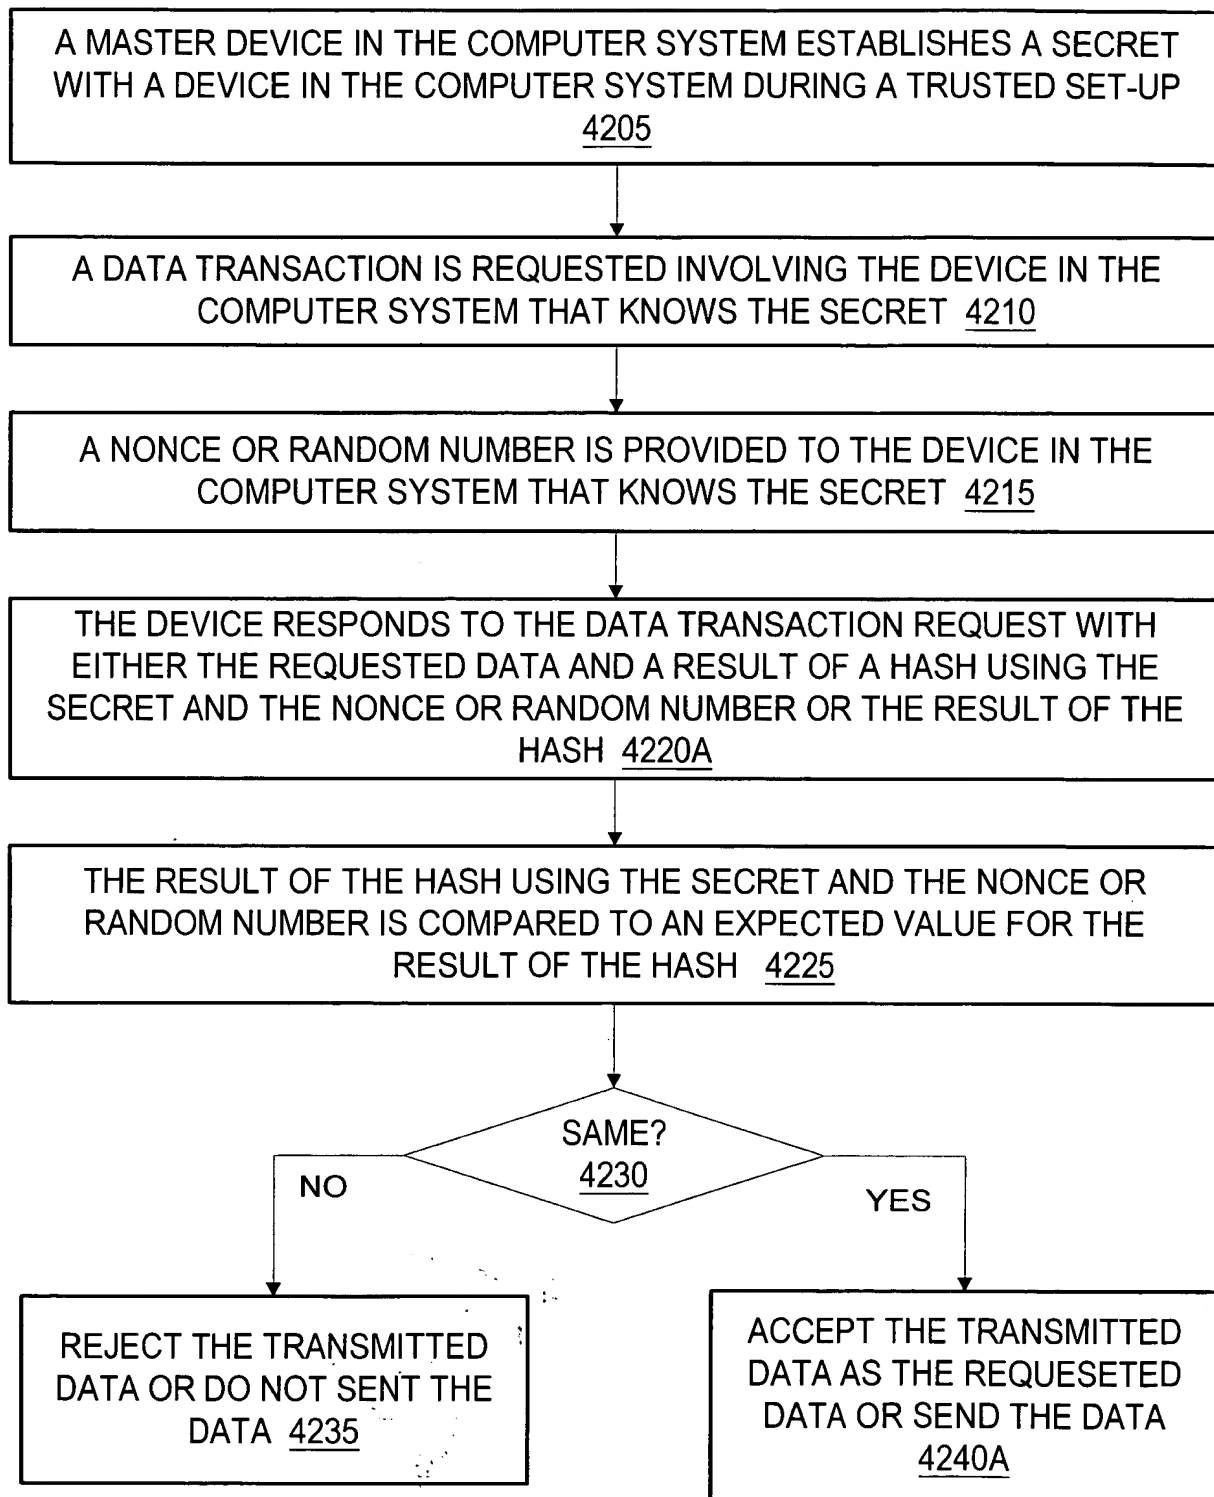 A MASTER DEVICE IN THE COMPUTER SYSTEM ESTABLISHES A SECRET
WITH A DEVICE IN THE COMPUTER SYSTEM DURING A TRUSTED SET-UP
4205
A DATA TRANSACTION IS REQUESTED INVOLVING THE DEVICE IN THE
COMPUTER SYSTEM THAT KNOWS THE SECRET 4210
A NONCE OR RANDOM NUMBER IS PROVIDED TO THE DEVICE IN THE
COMPUTER SYSTEM THAT KNOWS THE SECRET 4215
THE DEVICE RESPONDS TO THE DATA TRANSACTION REQUEST WITH
EITHER THE REQUESTED DATA AND A RESULT OF A HASH USING THE
SECRET AND THE NONCE OR RANDOM NUMBER OR THE RESULT OF THE
HASH 4220A
THE RESULT OF THE HASH USING THE SECRET AND THE NONCE OR
RANDOM NUMBER IS COMPARED TO AN EXPECTED VALUE FOR THE
RESULT OF THE HASH 4225
SAME?
4230
NO
YES
REJECT THE TRANSMITTED
DATA OR DO NOT SENT THE
DATA 4235
ACCEPT THE TRANSMITTED
DATA AS THE REQUESETED
DATA OR SEND THE DATA
4240A